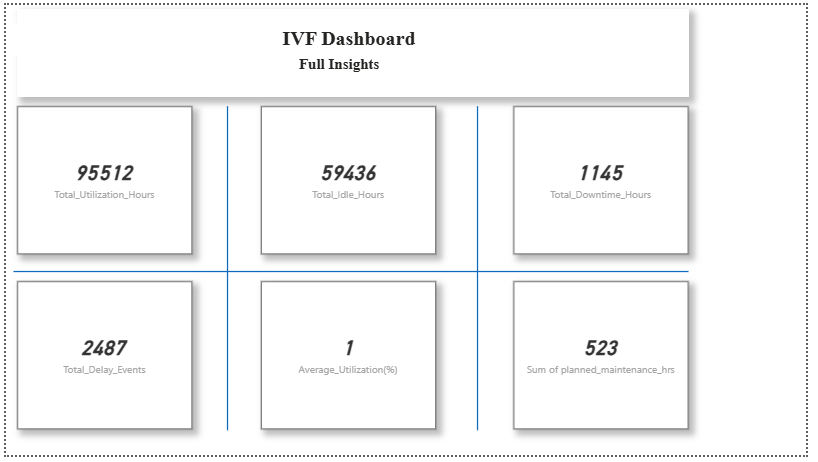 IVF Dashboard
Full Insights
95512
Total_Utilization_Hours
59436
Total_Idle_Hours
1145
Total_Downtime_Hours
2487
Total_Delay_Events
1
Average_Utilization(%)
523
Sum of planned_maintenance_hrs